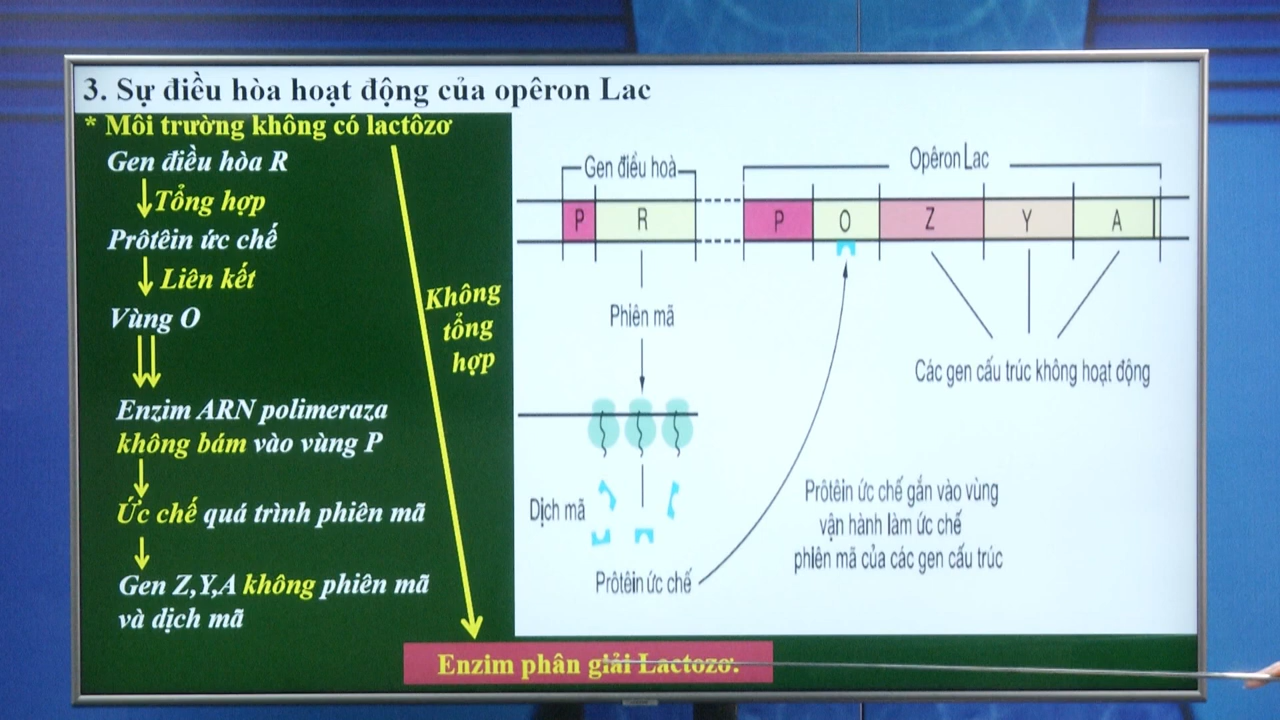 3. Sự điều hòa hoạt động của opêron Lac
* Môi trường không có lactôzơ
Gen điều hòa R
Tổng hợp
Prôtêin ức chế
Liên kết
Vùng O
Enzim ARN polimeraza
không bám vào vùng P
Ức chế quá trình phiên mã
Gen Z,Y,A không phiên mã
và dịch mã
Không
tổng
hợp
Enzim phân giải Lactozơ.
Gen điều hoà
Opêron Lac
P R P O Z Y A
Phiên mã
Các gen cấu trúc không hoạt động
Dịch mã
Prôtêin ức chế
Prôtêin ức chế gắn vào vùng
vận hành làm ức chế
phiên mã của các gen cấu trúc